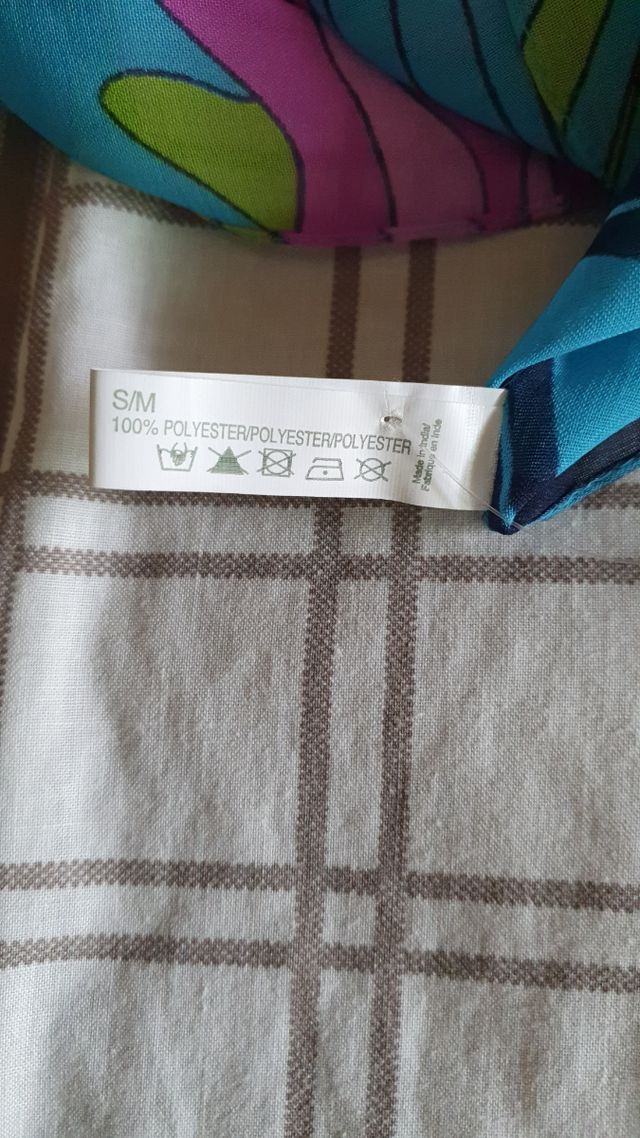 S/M
100% POLYESTER/POLYESTER/POLYESTER
Made in India/
Fabriqué en Inde